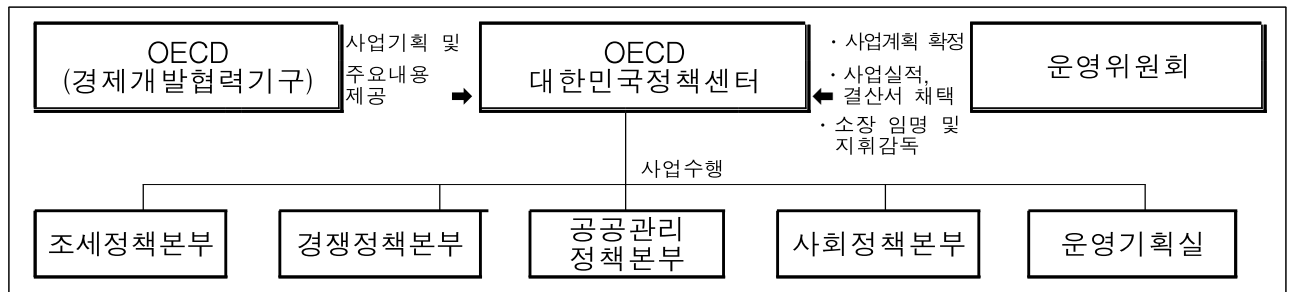 OECD
(경제개발협력기구)
사업기획 및
주요내용
제공
OECD
대한민국정책센터
· 사업계획 확정
· 사업실적,
결산서 채택
· 소장 임명 및
지휘감독
운영위원회
사업수행
조세정책본부
경쟁정책본부
공공관리
정책본부
사회정책본부
운영기획실